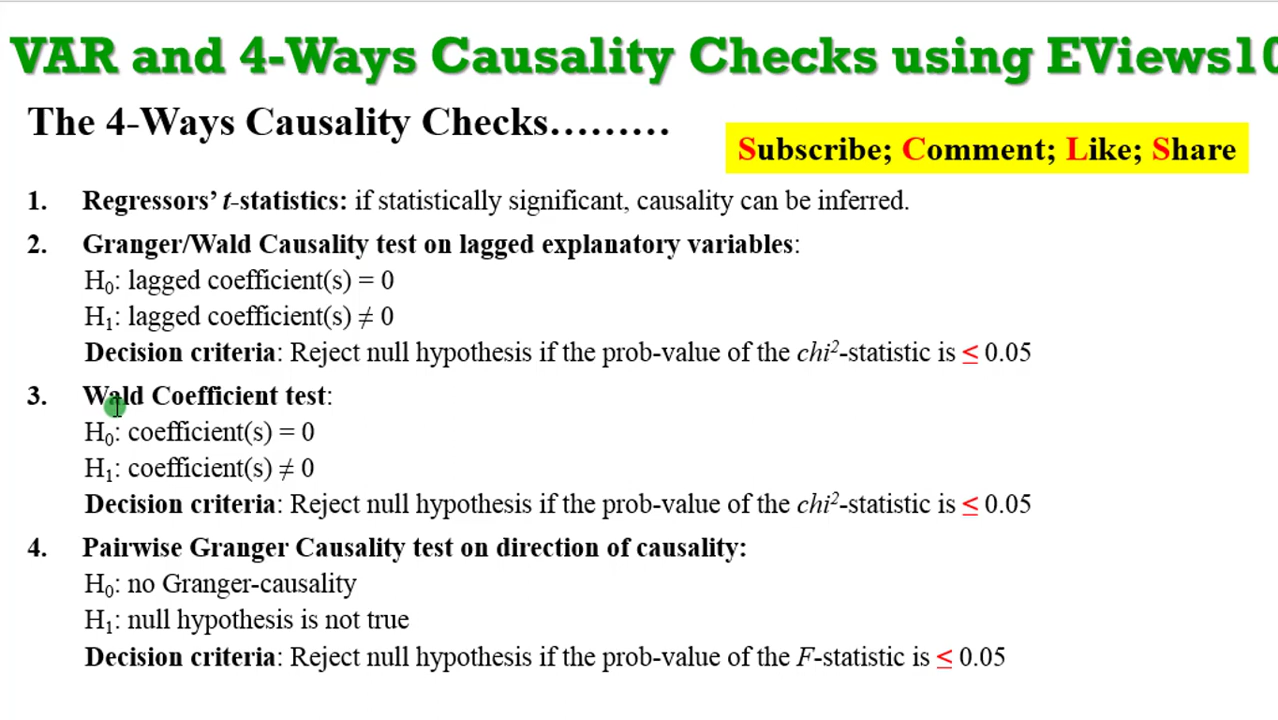 VAR and 4-Ways Causality Checks using EViews10
The 4-Ways Causality Checks.........
Subscribe; Comment; Like; Share
1. Regressors’ t-statistics: if statistically significant, causality can be inferred.
2. Granger/Wald Causality test on lagged explanatory variables:
H₀: lagged coefficient(s) = 0
H₁: lagged coefficient(s) ≠ 0
Decision criteria: Reject null hypothesis if the prob-value of the chi²-statistic is ≤ 0.05
3. Wald Coefficient test:
H₀: coefficient(s) = 0
H₁: coefficient(s) ≠ 0
Decision criteria: Reject null hypothesis if the prob-value of the chi²-statistic is ≤ 0.05
4. Pairwise Granger Causality test on direction of causality:
H₀: no Granger-causality
H₁: null hypothesis is not true
Decision criteria: Reject null hypothesis if the prob-value of the F-statistic is ≤ 0.05